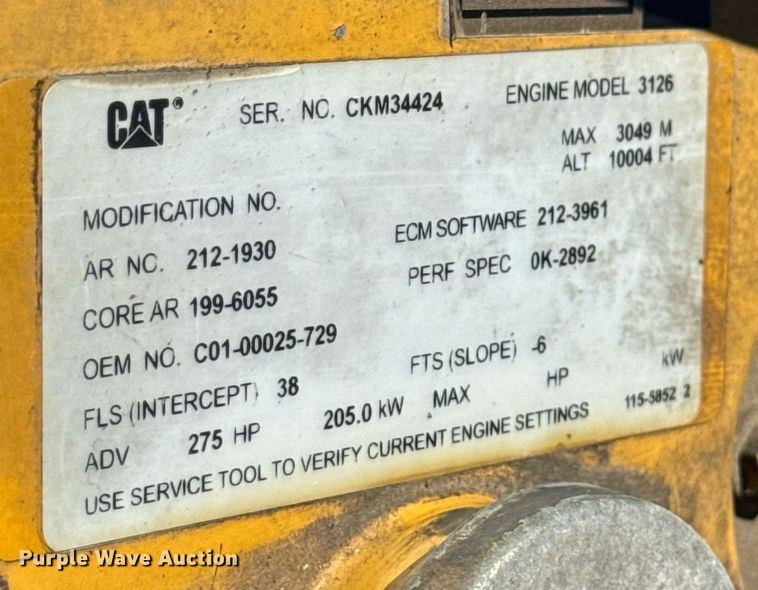 CAT® SER. NO. CKM34424 ENGINE MODEL 3126
MAX 3049 M
ALT 10004 FT
MODIFICATION NO.
AR NO. 212-1930 ECM SOFTWARE 212-3961
CORE AR 199-6055 PERF SPEC 0K-2892
OEM NO. C01-00025-729
FLS (INTERCEPT) 38 FTS (SLOPE) -6
ADV 275 HP 205.0 kW MAX HP kW
USE SERVICE TOOL TO VERIFY CURRENT ENGINE SETTINGS 115-5852 2
Purple Wave Auction